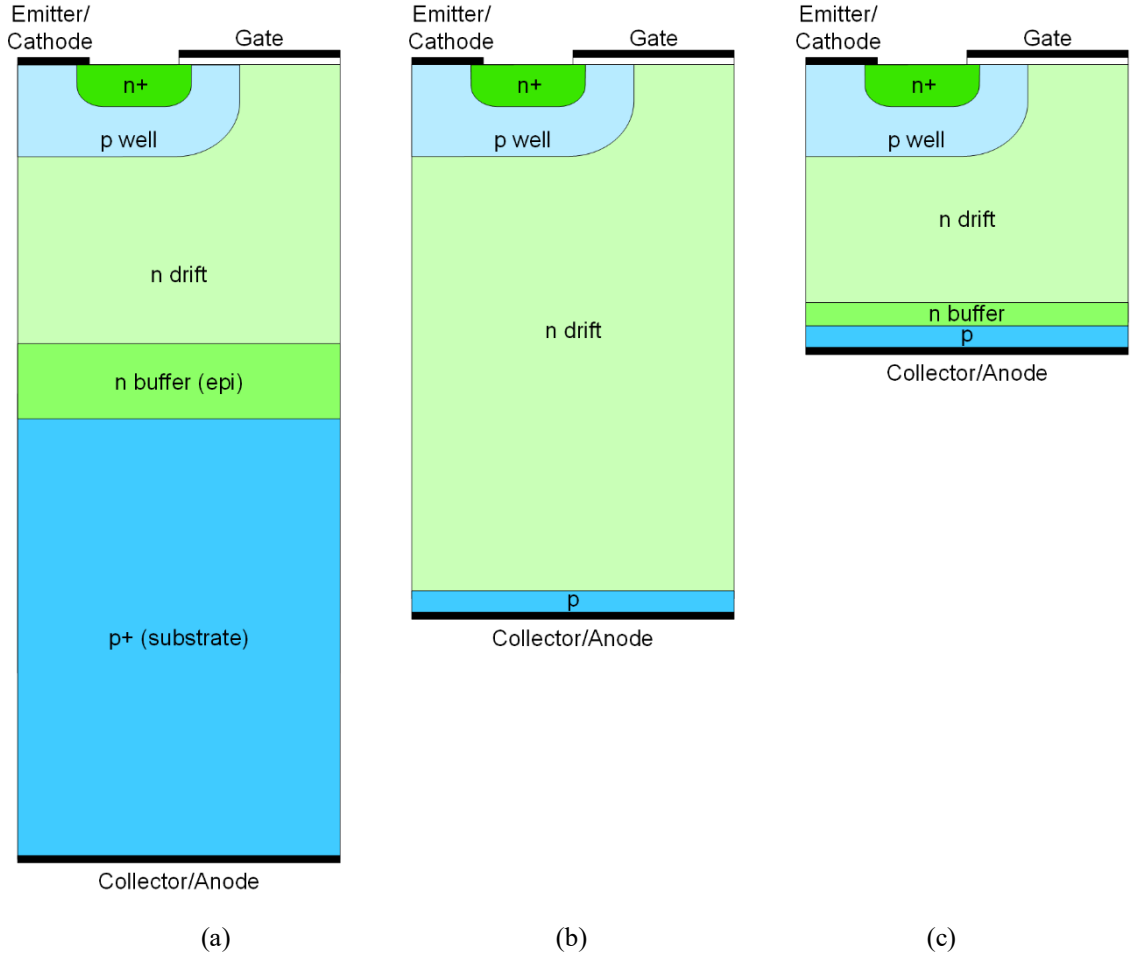 Emitter/
Cathode
Gate
n+
p well
n drift
n buffer (epi)
p+ (substrate)
Collector/Anode
(a)
Emitter/
Cathode
Gate
n+
p well
n drift
p
Collector/Anode
(b)
Emitter/
Cathode
Gate
n+
p well
n drift
n buffer
p
Collector/Anode
(c)